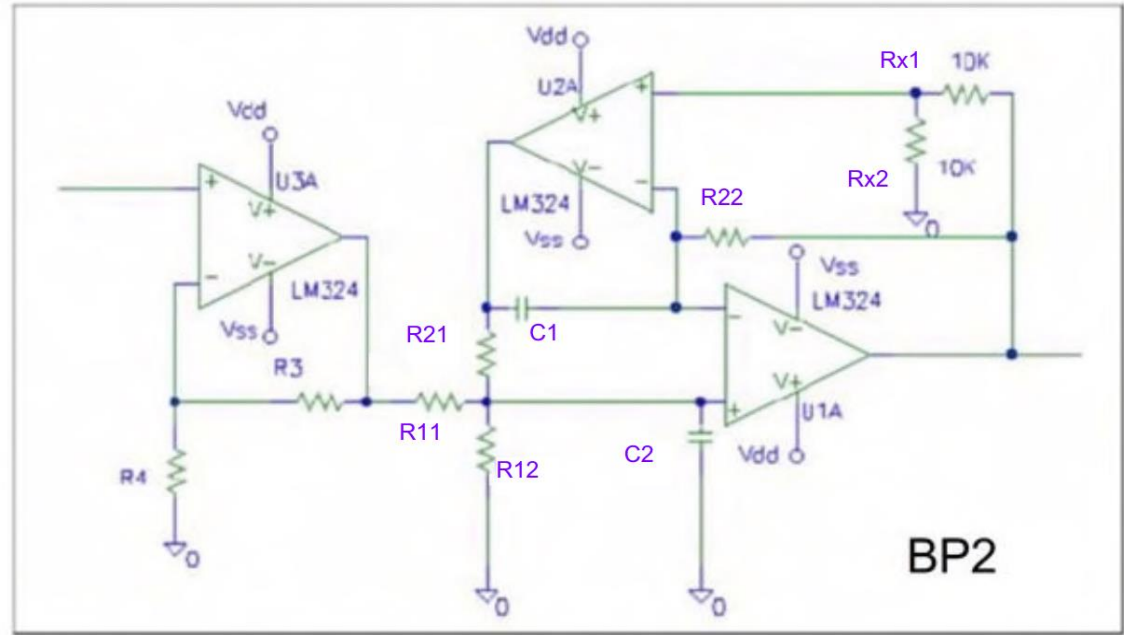 Vdd
Rx1
10K
U2A
+
V+
Vdd
U3A
+
V+
V-
-
10K
Rx2
R22
LM324
Vss
0
V-
-
LM324
Vss
Vss
LM324
R21
C1
-
V-
R3
V+
+
U1A
R11
C2
Vdd
R4
R12
BP2
0
0
0